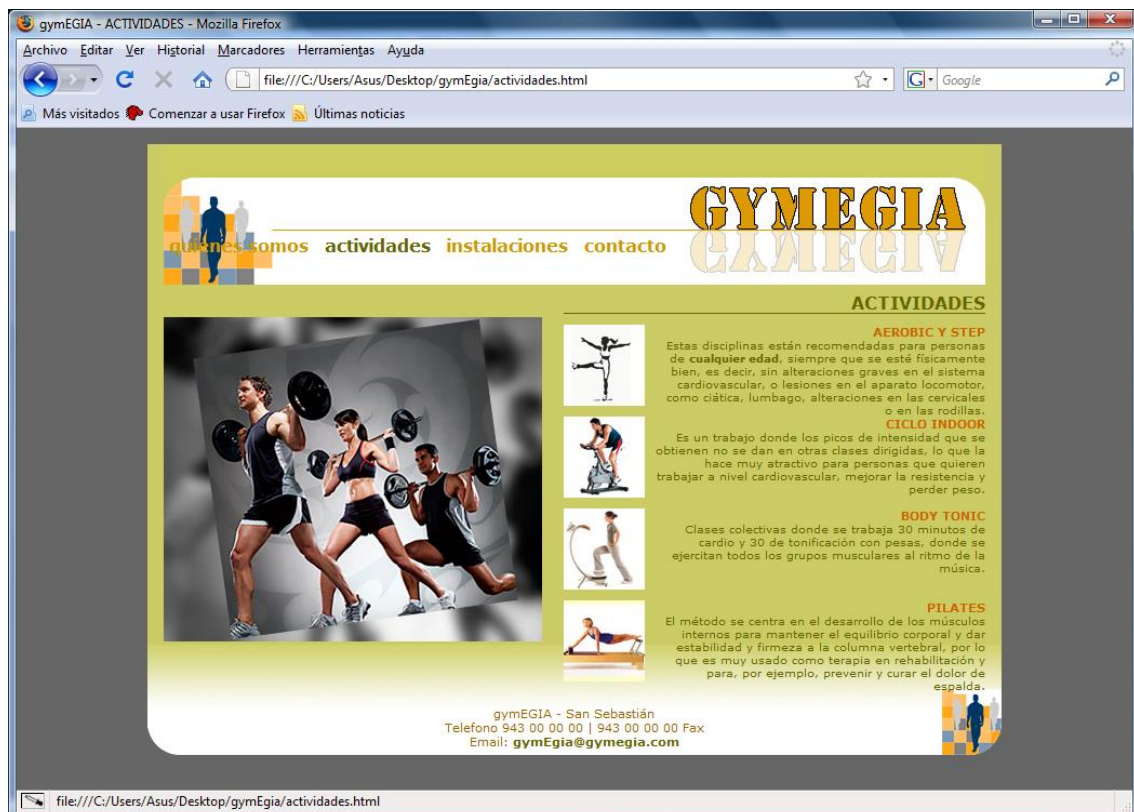 gymEGIA - ACTIVIDADES - Mozilla Firefox
Archivo Editar Ver Historial Marcadores Herramientas Ayuda
file:///C:/Users/Asus/Desktop/gymEgia/actividades.html
G Google
Más visitados Comenzar a usar Firefox Últimas noticias
GYMEGIA
quienes somos actividades instalaciones contacto
ACTIVIDADES
AEROBIC Y STEP
Estas disciplinas están recomendadas para personas
de cualquier edad, siempre que se esté físicamente
bien, es decir, sin alteraciones graves en el sistema
cardiovascular, o lesiones en el aparato locomotor,
como ciática, lumbago, alteraciones en las cervicales
o en las rodillas.
CICLO INDOOR
Es un trabajo donde los picos de intensidad que se
obtienen no se dan en otras clases dirigidas, lo que la
hace muy atractivo para personas que quieren
trabajar a nivel cardiovascular, mejorar la resistencia y
perder peso.
BODY TONIC
Clases colectivas donde se trabaja 30 minutos de
cardio y 30 de tonificación con pesas, donde se
ejercitan todos los grupos musculares al ritmo de la
música.
PILATES
El método se centra en el desarrollo de los músculos
internos para mantener el equilibrio corporal y dar
estabilidad y firmeza a la columna vertebral, por lo
que es muy usado como terapia en rehabilitación y
para, por ejemplo, prevenir y curar el dolor de
espalda.
gymEGIA - San Sebastián
Telefono 943 00 00 00 | 943 00 00 00 Fax
Email: gymEgia@gymegia.com
file:///C:/Users/Asus/Desktop/gymEgia/actividades.html